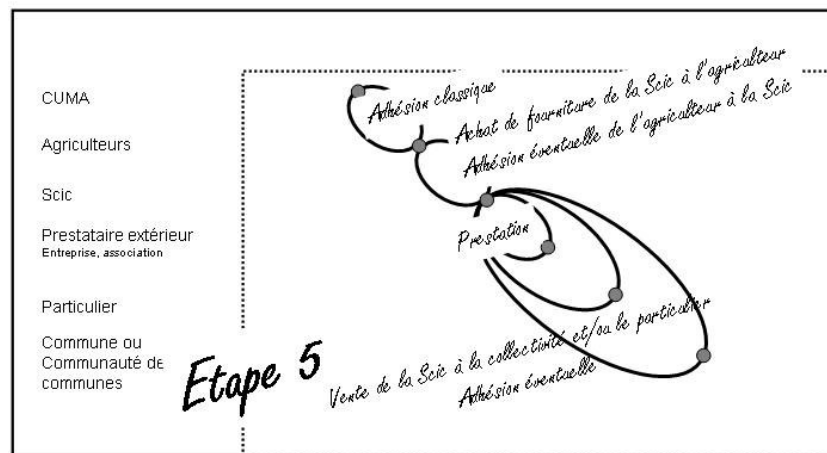 CUMA
Agriculteurs
Scic
Prestataire extérieur
Entreprise, association
Particulier
Commune ou
Communauté de
communes
Adhésion classique
Achat de fourniture de la Scic à l'agriculteur
Adhésion éventuelle de l'agriculteur à la Scic
Prestation
Vente de la Scic à la collectivité et/ou le particulier
Adhésion éventuelle
Etape 5